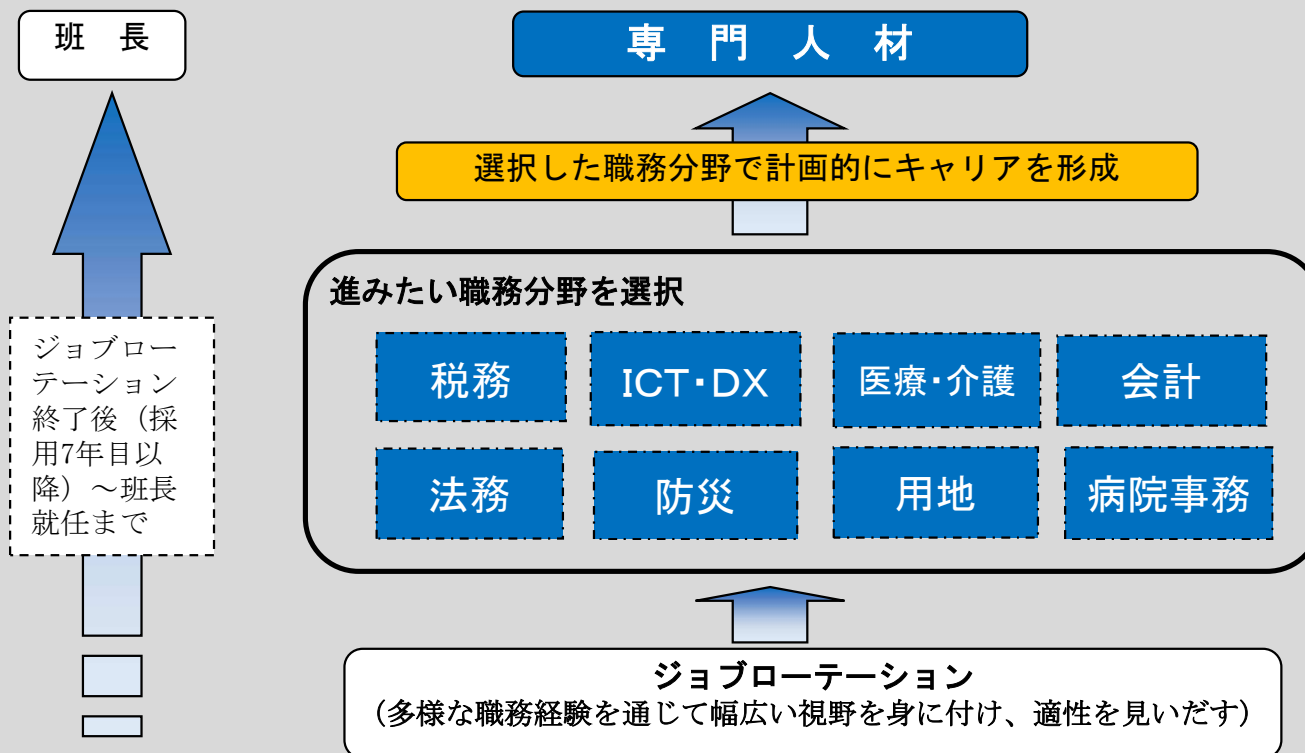 班　長
専　門　人　材
選択した職務分野で計画的にキャリアを形成
進みたい職務分野を選択
税務
ICT・DX
医療・介護
会計
法務
防災
用地
病院事務
ジョブロー
テーション
終了後（採
用7年目以
降）～班長
就任まで
ジョブローテーション
（多様な職務経験を通じて幅広い視野を身に付け、適性を見いだす）